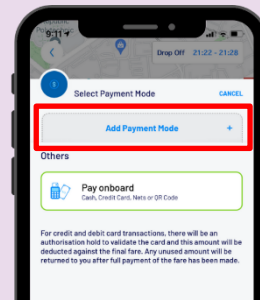 9:11
Drop Off 21:22 - 21:28
Select Payment Mode CANCEL
Add Payment Mode +
Others
Pay onboard
Cash, Credit Card, Nets or QR Code
For credit and debit card transactions, there will be an
authorisation hold to validate the card and this amount will be
deducted against the final fare. Any unused amount will be
returned to you after full payment of the fare has been made.